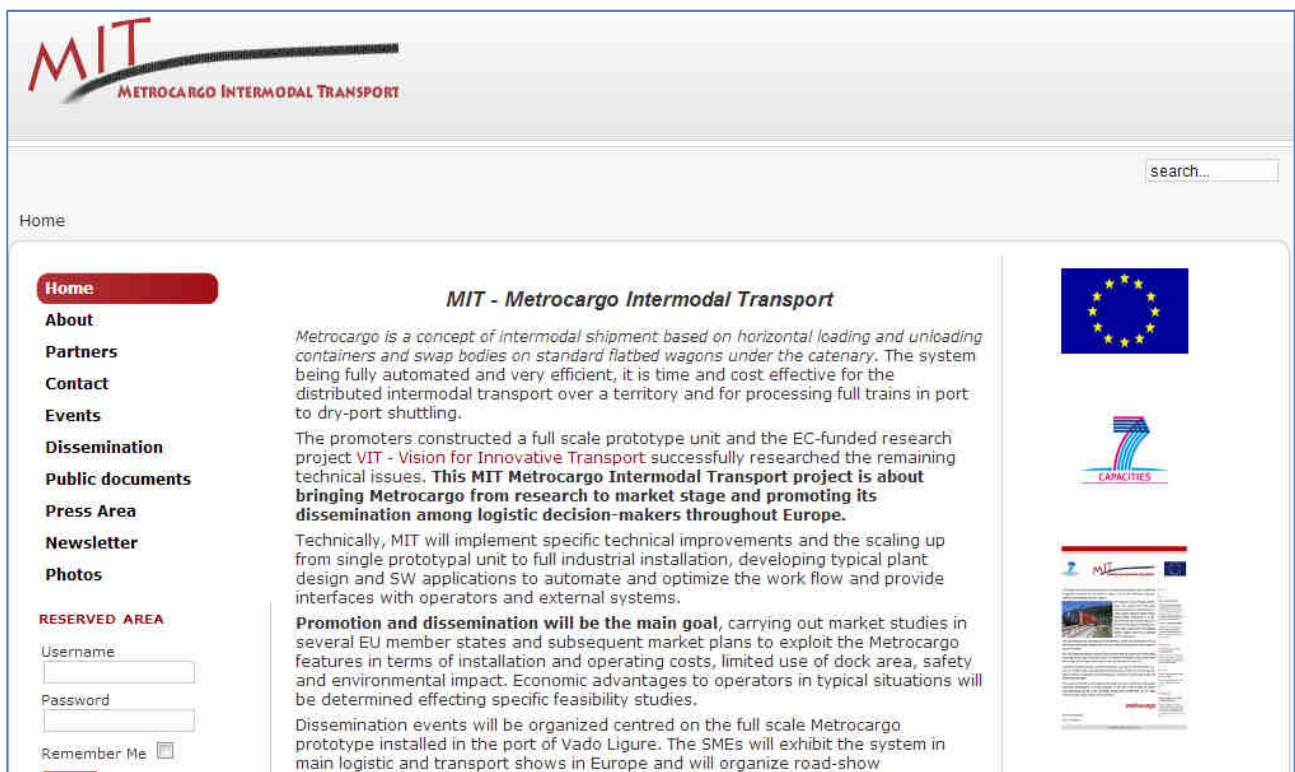 MIT
METROCARGO INTERMODAL TRANSPORT
search...
Home
Home
About
Partners
Contact
Events
Dissemination
Public documents
Press Area
Newsletter
Photos
RESERVED AREA
Username
Password
Remember Me
MIT - Metrocargo Intermodal Transport
Metrocargo is a concept of intermodal shipment based on horizontal loading and unloading
containers and swap bodies on standard flatbed wagons under the catenary. The system
being fully automated and very efficient, it is time and cost effective for the
distributed intermodal transport over a territory and for processing full trains in port
to dry-port shuttling.
The promoters constructed a full scale prototype unit and the EC-funded research
project VIT - Vision for Innovative Transport successfully researched the remaining
technical issues. This MIT Metrocargo Intermodal Transport project is about
bringing Metrocargo from research to market stage and promoting its
dissemination among logistic decision-makers throughout Europe.
Technically, MIT will implement specific technical improvements and the scaling up
from single prototypal unit to full industrial installation, developing typical plant
design and SW applications to automate and optimize the work flow and provide
interfaces with operators and external systems.
Promotion and dissemination will be the main goal, carrying out market studies in
several EU member states and subsequent market plans to exploit the Metrocargo
features in terms of installation and operating costs, limited use of dock area, safety
and environmental impact. Economic advantages to operators in typical situations will
be determined effecting specific feasibility studies.
Dissemination events will be organized centred on the full scale Metrocargo
prototype installed in the port of Vado Ligure. The SMEs will exhibit the system in
main logistic and transport shows in Europe and will organize road-show
7
CAPACITIES
7
MIT
metrocargo